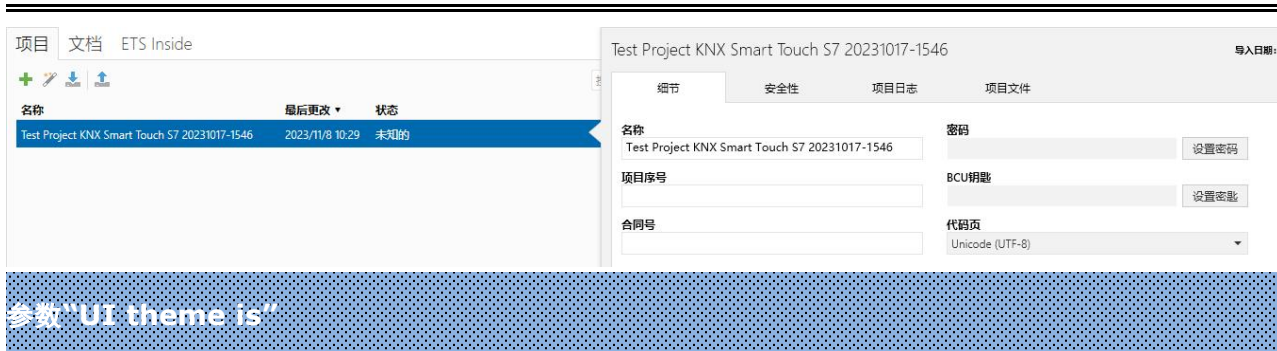 项目 文档 ETS Inside
名称 最后更改 状态
Test Project KNX Smart Touch S7 20231017-1546 2023/11/8 10:29 未知的
Test Project KNX Smart Touch S7 20231017-1546 导入日期:
细节 安全性 项目日志 项目文件
名称 密码
Test Project KNX Smart Touch S7 20231017-1546 设置密码
项目序号 BCU钥匙
设置密匙
合同号 代码页
Unicode (UTF-8)
参数“UI theme is”